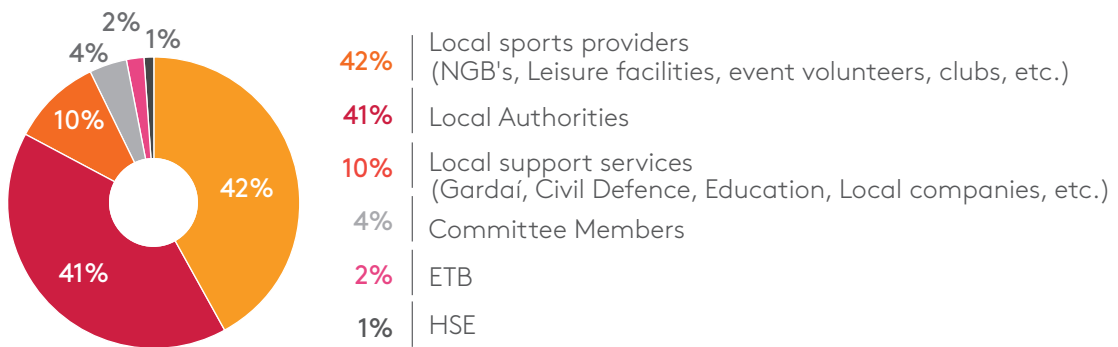 2%
1%
4%
10%
42%
41%
42% Local sports providers
(NGB's, Leisure facilities, event volunteers, clubs, etc.)
41% Local Authorities
10% Local support services
(Gardaí, Civil Defence, Education, Local companies, etc.)
4% Committee Members
2% ETB
1% HSE